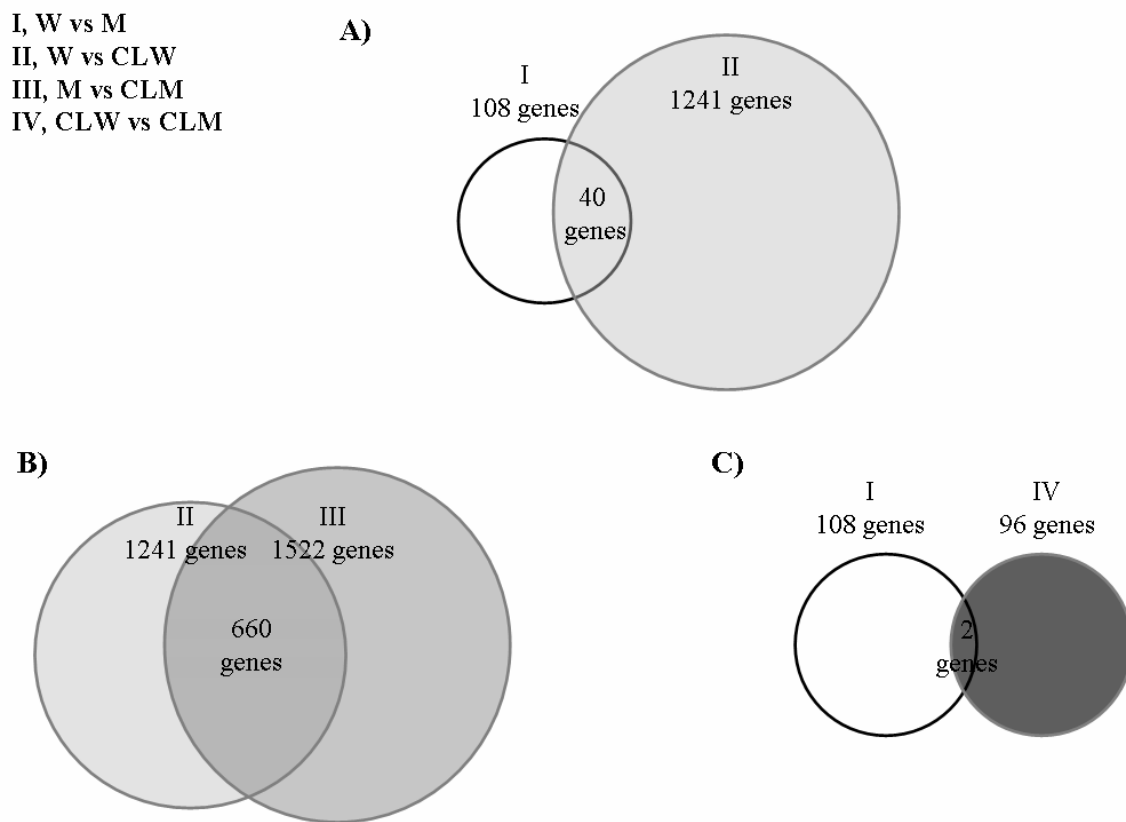 I, W vs M
II, W vs CLW
III, M vs CLM
IV, CLW vs CLM
A)
I
108 genes
II
1241 genes
40
genes
B)
II
1241 genes
III
1522 genes
660
genes
C)
I
108 genes
IV
96 genes
2
genes